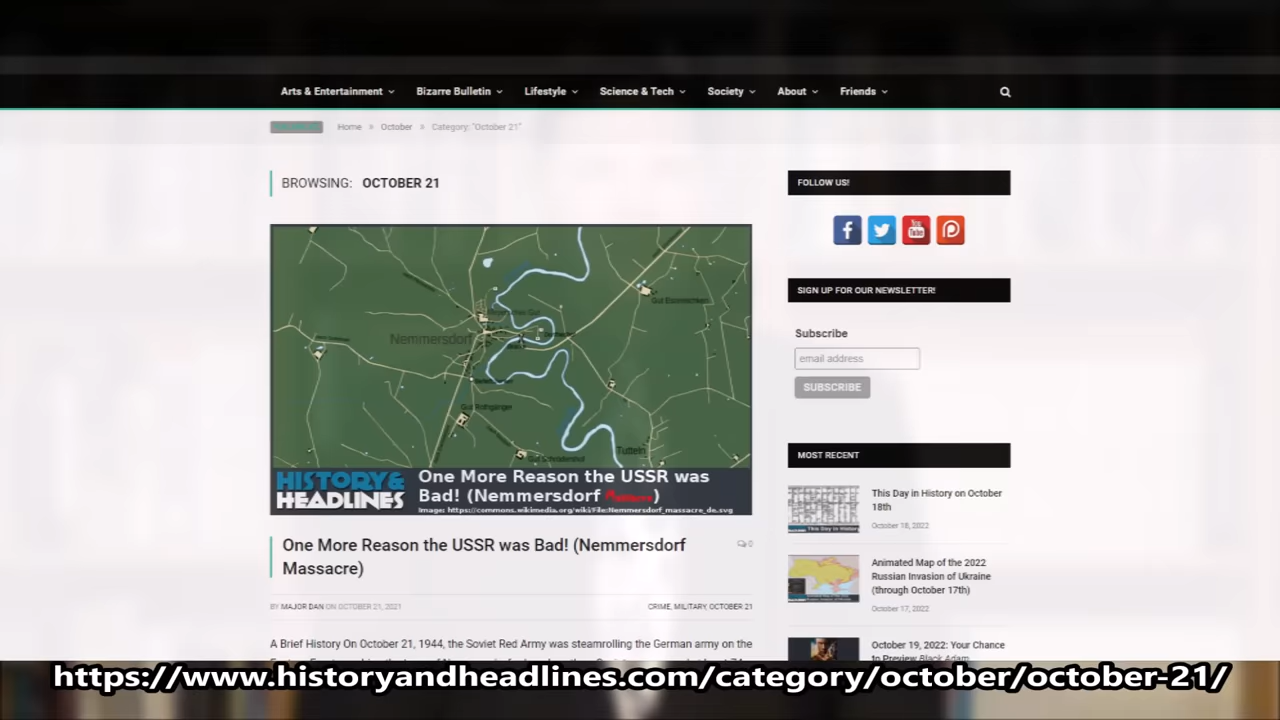 Arts & Entertainment Bizarre Bulletin Lifestyle Science & Tech Society About Friends
Home » October » Category: "October 21"
BROWSING: OCTOBER 21
FOLLOW US!
You
Tube
SIGN UP FOR OUR NEWSLETTER!
Subscribe
email address
SUBSCRIBE
Nemmersdorf
Tutteln
HISTORY&
HEADLINES
One More Reason the USSR was
Bad! (Nemmersdorf Massacre)
Image: https://commons.wikimedia.org/wiki/File:Nemmersdorf_massacre_de.svg
One More Reason the USSR was Bad! (Nemmersdorf
Massacre)
0
BY MAJOR DAN ON OCTOBER 21, 2021
CRIME, MILITARY, OCTOBER 21
A Brief History On October 21, 1944, the Soviet Red Army was steamrolling the German army on the
MOST RECENT
This Day in History on October
18th
October 18, 2022
Animated Map of the 2022
Russian Invasion of Ukraine
(through October 17th)
October 17, 2022
October 19, 2022: Your Chance
to Preview Black Adam
https://www.historyandheadlines.com/category/october/october-21/